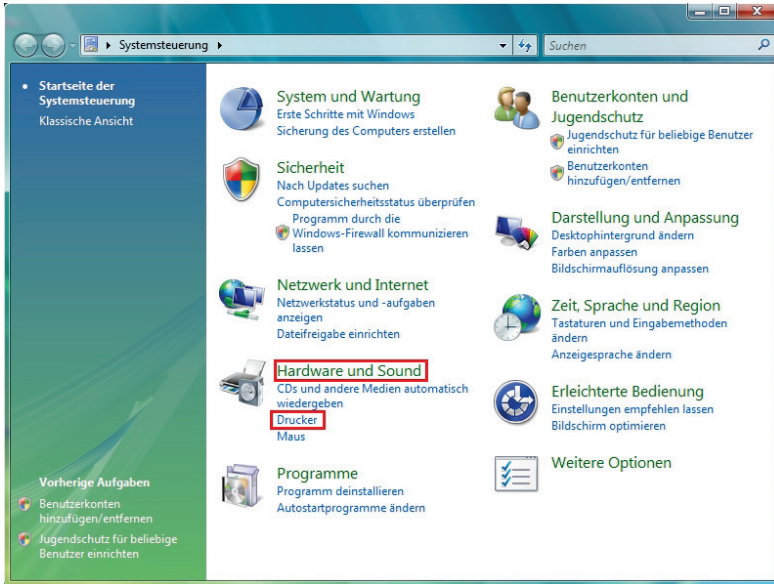 Systemsteuerung
Suchen
Startseite der
Systemsteuerung
Klassische Ansicht
System und Wartung
Erste Schritte mit Windows
Sicherung des Computers erstellen
Sicherheit
Nach Updates suchen
Computersicherheitsstatus überprüfen
Programm durch die
Windows-Firewall kommunizieren
lassen
Netzwerk und Internet
Netzwerkstatus und -aufgaben
anzeigen
Dateifreigabe einrichten
Hardware und Sound
CDs und andere Medien automatisch
wiedergeben
Drucker
Maus
Programme
Programm deinstallieren
Autostartprogramme ändern
Benutzerkonten und
Jugendschutz
Jugendschutz für beliebige Benutzer
einrichten
Benutzerkonten
hinzufügen/entfernen
Darstellung und Anpassung
Desktophintergrund ändern
Farben anpassen
Bildschirmauflösung anpassen
Zeit, Sprache und Region
Tastaturen und Eingabemethoden
ändern
Anzeigesprache ändern
Erleichterte Bedienung
Einstellungen empfehlen lassen
Bildschirm optimieren
Weitere Optionen
Vorherige Aufgaben
Benutzerkonten
hinzufügen/entfernen
Jugendschutz für beliebige
Benutzer einrichten